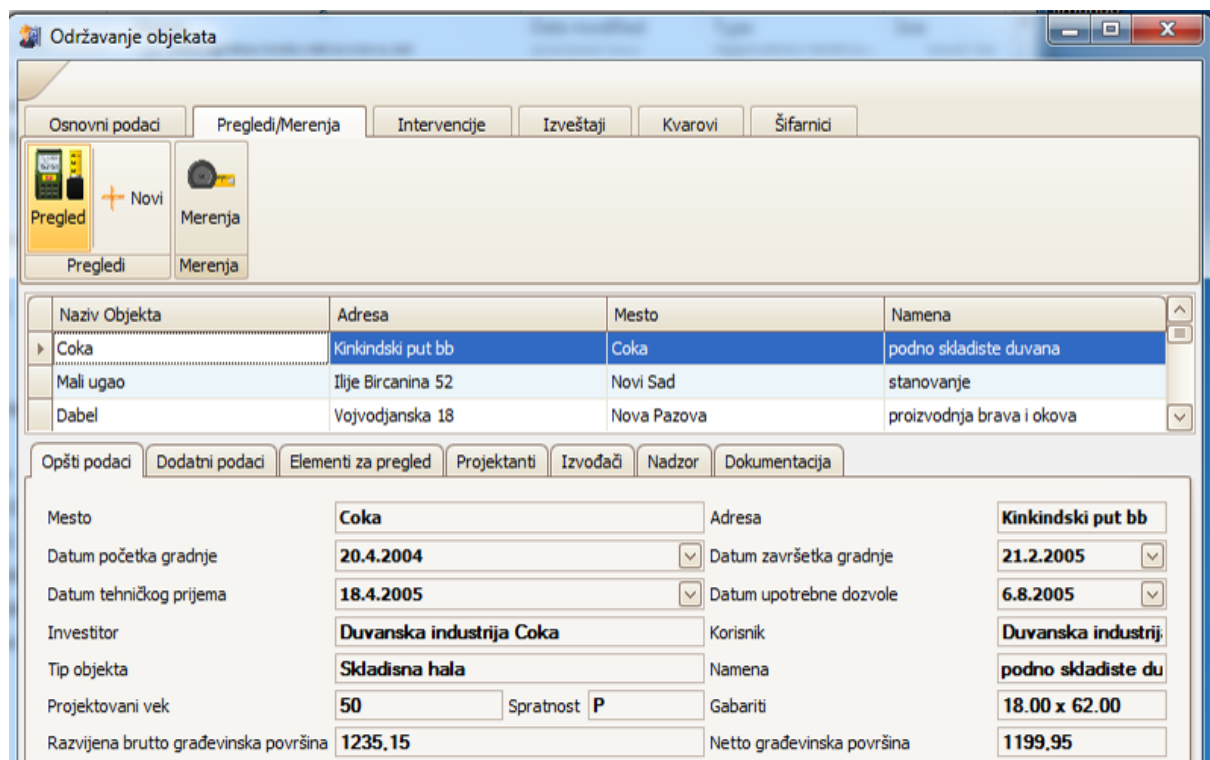 Održavanje objekata
Osnovni podaci Pregledi/Merenja Intervencije Izveštaji Kvarovi Šifarnici
Pregled Novi Merenja
Pregledi Merenja
Naziv Objekta Adresa Mesto Namena
Coka Kinkindski put bb Coka podno skladiste duvana
Mali ugao Ilije Bircanina 52 Novi Sad stanovanje
Dabel Vojvodjanska 18 Nova Pazova proizvodnja brava i okova
Opšti podaci Dodatni podaci Elementi za pregled Projektanti Izvođači Nadzor Dokumentacija
Mesto Coka Adresa Kinkindski put bb
Datum početka gradnje 20.4.2004 Datum završetka gradnje 21.2.2005
Datum tehničkog prijema 18.4.2005 Datum upotrebne dozvole 6.8.2005
Investitor Duvanska industrija Coka Korisnik Duvanska industrij
Tip objekta Skladisna hala Namena podno skladiste du
Projektovani vek 50 Spratnost P Gabariti 18.00 x 62.00
Razvijena brutto građevinska površina 1235,15 Netto građevinska površina 1199,95